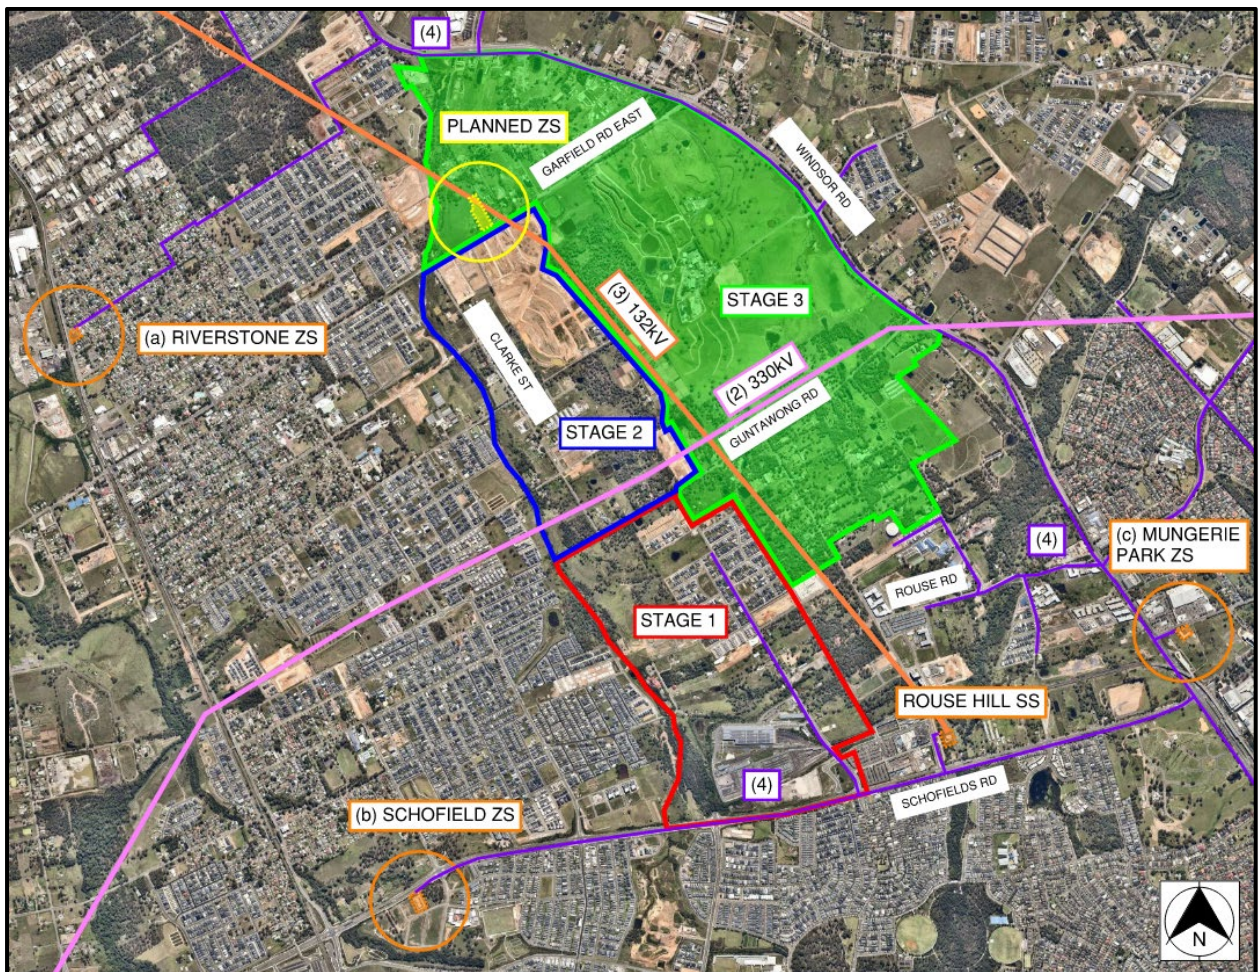 (4)
PLANNED ZS
GARFIELD RD EAST
WINDSOR RD
(3) 132kV
STAGE 3
(a) RIVERSTONE ZS
CLARKE ST
(2) 330kV
GUNTAWONG RD
STAGE 2
(4)
(c) MUNGERIE
PARK ZS
ROUSE RD
STAGE 1
ROUSE HILL SS
(4)
SCHOFIELDS RD
(b) SCHOFIELD ZS
N